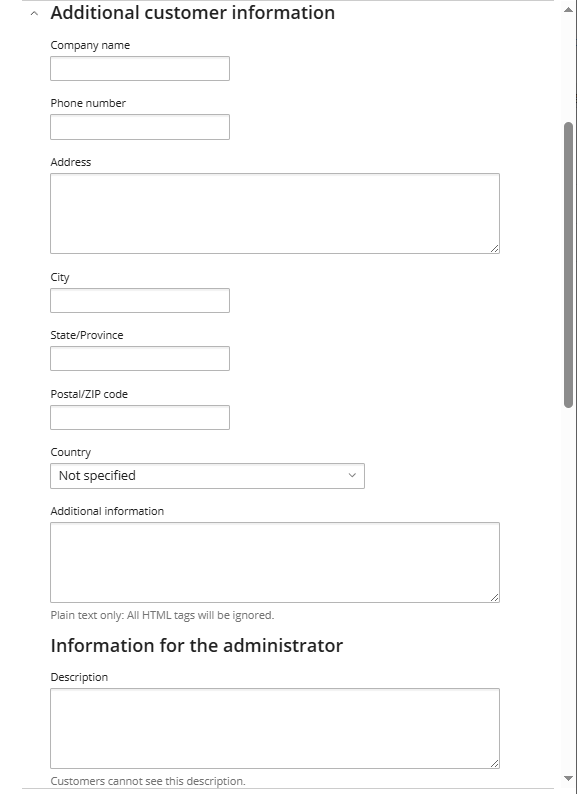 Additional customer information
Company name
Phone number
Address
City
State/Province
Postal/ZIP code
Country
Not specified
Additional information
Plain text only: All HTML tags will be ignored.
Information for the administrator
Description
Customers cannot see this description.